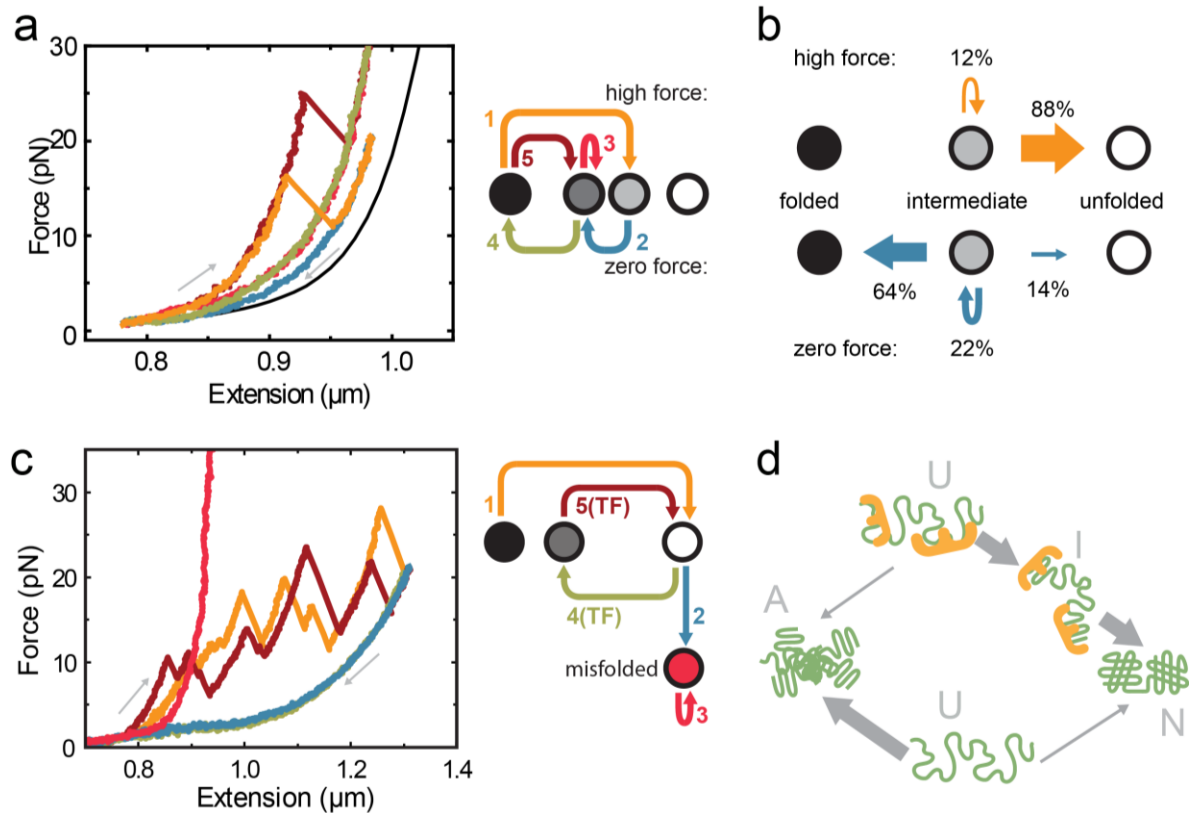 a
30
20
10
0
Force (pN)
0.8
0.9
1.0
Extension (µm)
high force:
1
5
3
4
2
zero force:
b
high force:
12%
88%
folded
intermediate
unfolded
64%
14%
zero force:
22%
c
30
20
10
0
Force (pN)
0.8
1.0
1.2
1.4
Extension (µm)
1
5(TF)
4(TF)
2
misfolded
3
d
U
I
A
N
U